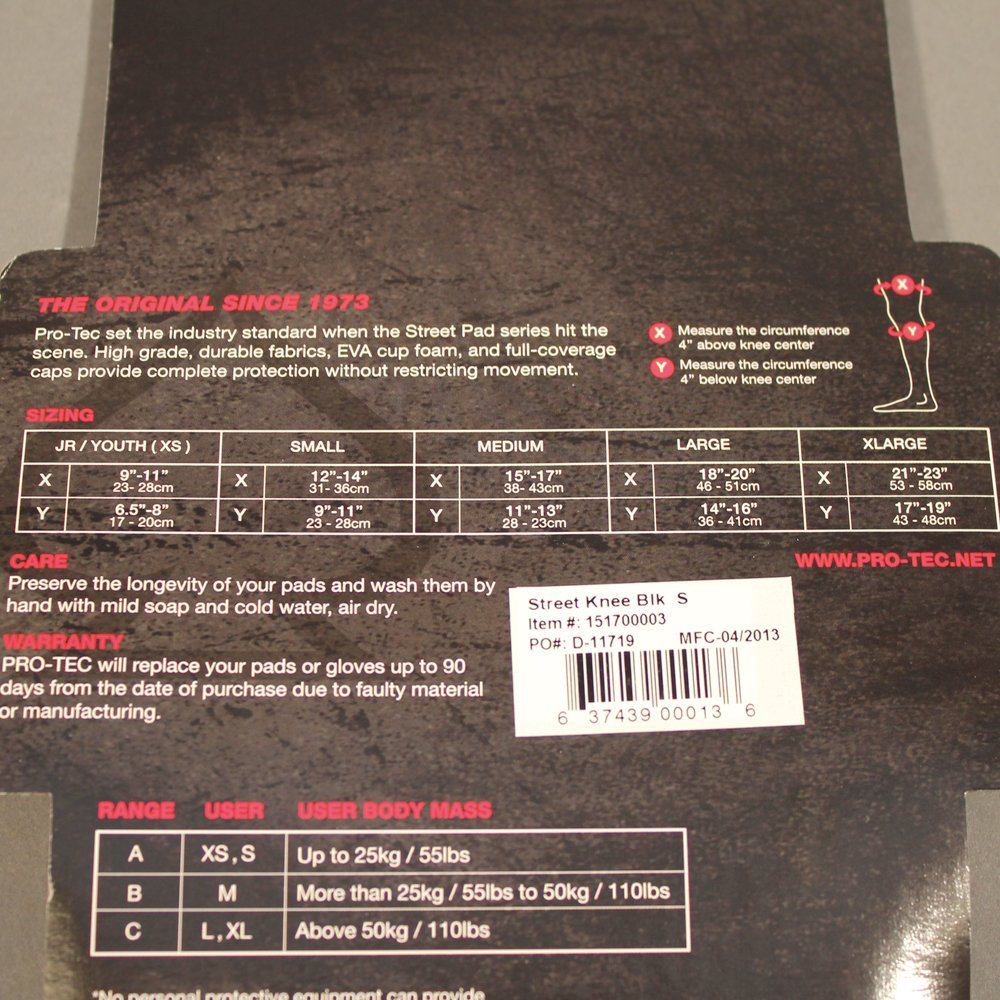 THE ORIGINAL SINCE 1973
Pro-Tec set the industry standard when the Street Pad series hit the
scene. High grade, durable fabrics, EVA cup foam, and full-coverage
caps provide complete protection without restricting movement.
X Measure the circumference
4” above knee center
Y Measure the circumference
4” below knee center
X
Y
SIZING
JR / YOUTH ( XS ) SMALL MEDIUM LARGE XLARGE
X 9”-11” X 12”-14” X 15”-17” X 18”-20” X 21”-23”
23- 28cm 31- 36cm 38- 43cm 46 - 51cm 53 - 58cm
Y 6.5”-8” Y 9”-11” Y 11”-13” Y 14”-16” Y 17”-19”
17 - 20cm 23 - 28cm 28 - 23cm 36 - 41cm 43 - 48cm
CARE
Preserve the longevity of your pads and wash them by
hand with mild soap and cold water, air dry.
WWW.PRO-TEC.NET
WARRANTY
PRO-TEC will replace your pads or gloves up to 90
days from the date of purchase due to faulty material
or manufacturing.
Street Knee Blk S
Item #: 151700003
PO#: D-11719 MFC-04/2013
6 37439 00013 6
RANGE USER USER BODY MASS
A XS,S Up to 25kg / 55lbs
B M More than 25kg / 55lbs to 50kg / 110lbs
C L,XL Above 50kg / 110lbs
*No personal protective equipment can provide